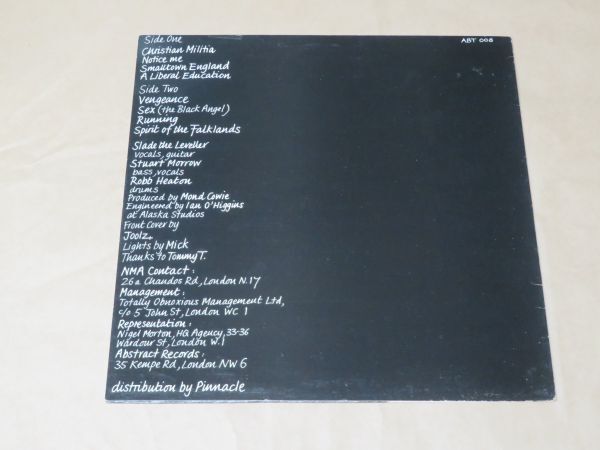 Side One
ABT 008
Christian Militia
Notice me
Smalltown England
A Liberal Education
Side Two
Vengeance
Sex (the Black Angel)
Running
Spirit of the Falklands
Slade the Leveller
vocals, guitar
Stuart Morrow
bass, vocals
Robb Heaton
drums
Produced by Mond Cowie
Engineered by Ian O'Higgins
at Alaska Studios
Front Cover by
Joolz,
Lights by Mick
Thanks to Tommy T.
NMA Contact:
26a Chandos Rd, London N.17
Management:
Totally Obnoxious Management Ltd,
c/o 5 John St, London WC 1
Representation:
Nigel Morton, HQ Agency, 33-36
Wardour St, London W.1
Abstract Records:
35 Kempe Rd, London NW6
distribution by Pinnacle